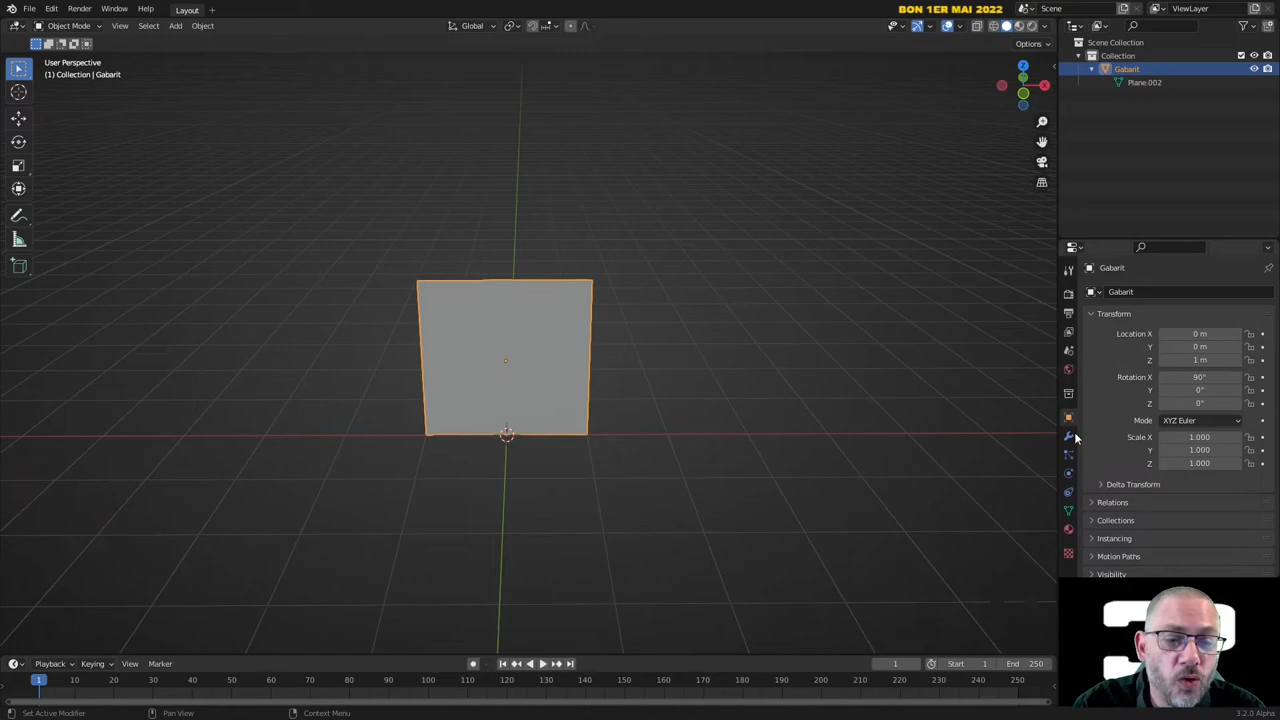 File Edit Render Window Help Layout + BON 1ER MAI 2022 Scene ViewLayer
Object Mode View Select Add Object Global
Options
User Perspective
(1) Collection | Gabarit
Z
X
Scene Collection
Collection
Gabarit
Plane.002
Gabarit
Gabarit
Transform
Location X 0 m
Y 0 m
Z 1 m
Rotation X 90°
Y 0°
Z 0°
Mode XYZ Euler
Scale X 1.000
Y 1.000
Z 1.000
Delta Transform
Relations
Collections
Instancing
Motion Paths
Visibility
Playback Keying View Marker 1 Start 1 End 250
1 10 20 30 40 50 60 70 80 90 100 110 120 130 140 150 160 170 180 190 200 210 220 230 240 250
Set Active Modifier Pan View Context Menu 3.2.0 Alpha